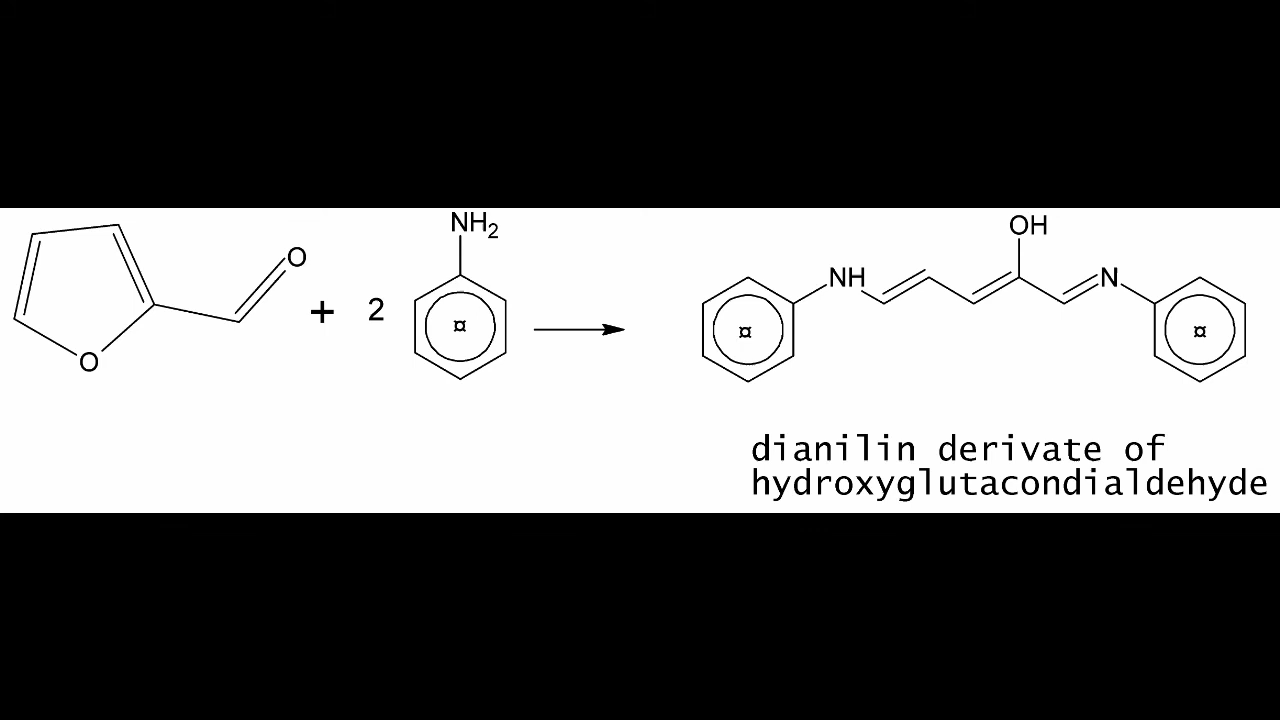 O
O
+
2
NH2
NH
OH
N
dianilin derivate of
hydroxyglutacondialdehyde